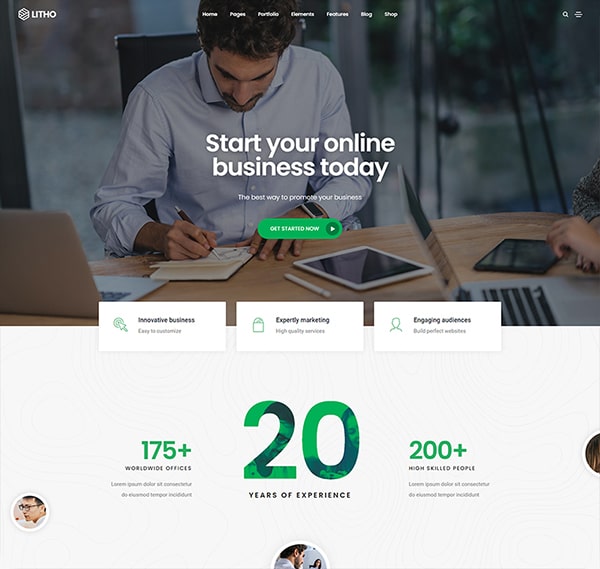 LITHO
Home Pages Portfolio Elements Features Blog Shop
Start your online
business today
The best way to promote your business
GET STARTED NOW
Innovative business
Easy to customize
Expertly marketing
High quality services
Engaging audiences
Build perfect websites
175+
WORLDWIDE OFFICES
Lorem ipsum dolor sit consectetur
do eiusmod tempor incididunt
20
YEARS OF EXPERIENCE
200+
HIGH SKILLED PEOPLE
Lorem ipsum dolor sit consectetur
do eiusmod tempor incididunt